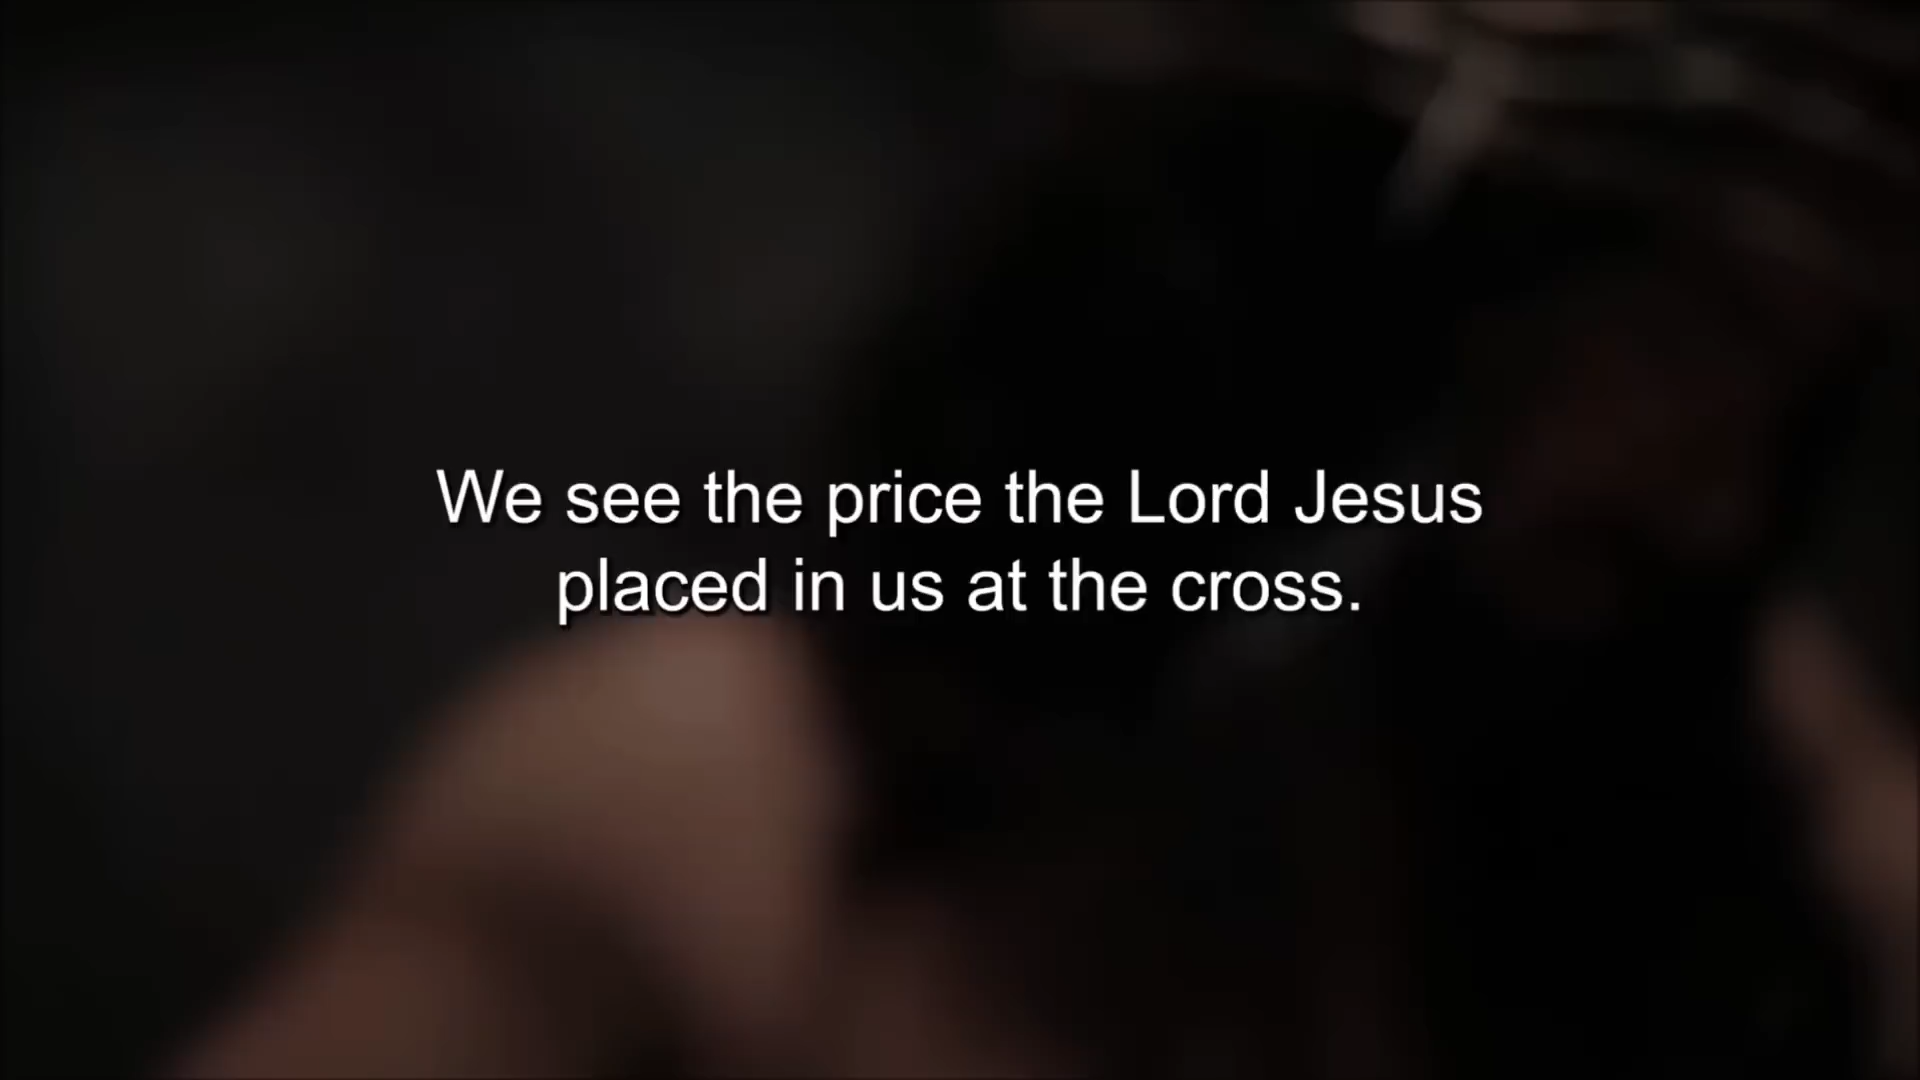 We see the price the Lord Jesus
placed in us at the cross.